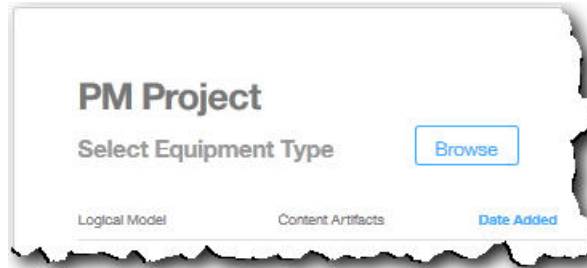 PM Project
Select Equipment Type Browse
Logical Model Content Artifacts Date Added